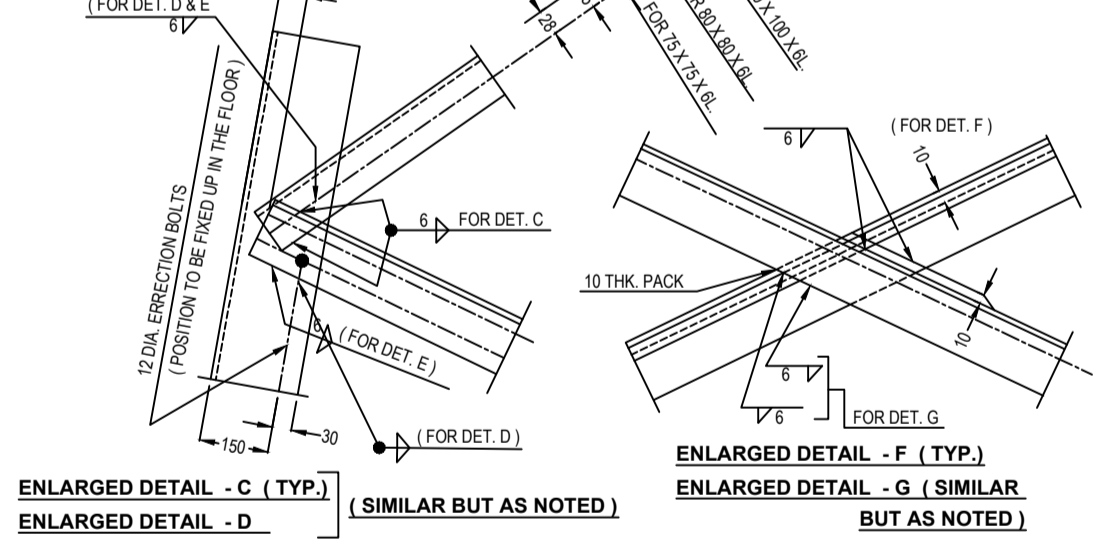 (FOR DET. D & E
6
28
FOR 75 X 75 X 6L.
R 80 X 80 X 6L.
X 100 X 6L.
12 DIA. ERRECTION BOLTS
( POSITION TO BE FIXED UP IN THE FLOOR )
6 FOR DET. C
6 ( FOR DET. E )
( FOR DET. D )
150
30
ENLARGED DETAIL - C ( TYP.)
ENLARGED DETAIL - D
( SIMILAR BUT AS NOTED )
6
( FOR DET. F )
10
10 THK. PACK
10
6
6
FOR DET. G
ENLARGED DETAIL - F ( TYP.)
ENLARGED DETAIL - G ( SIMILAR
BUT AS NOTED )